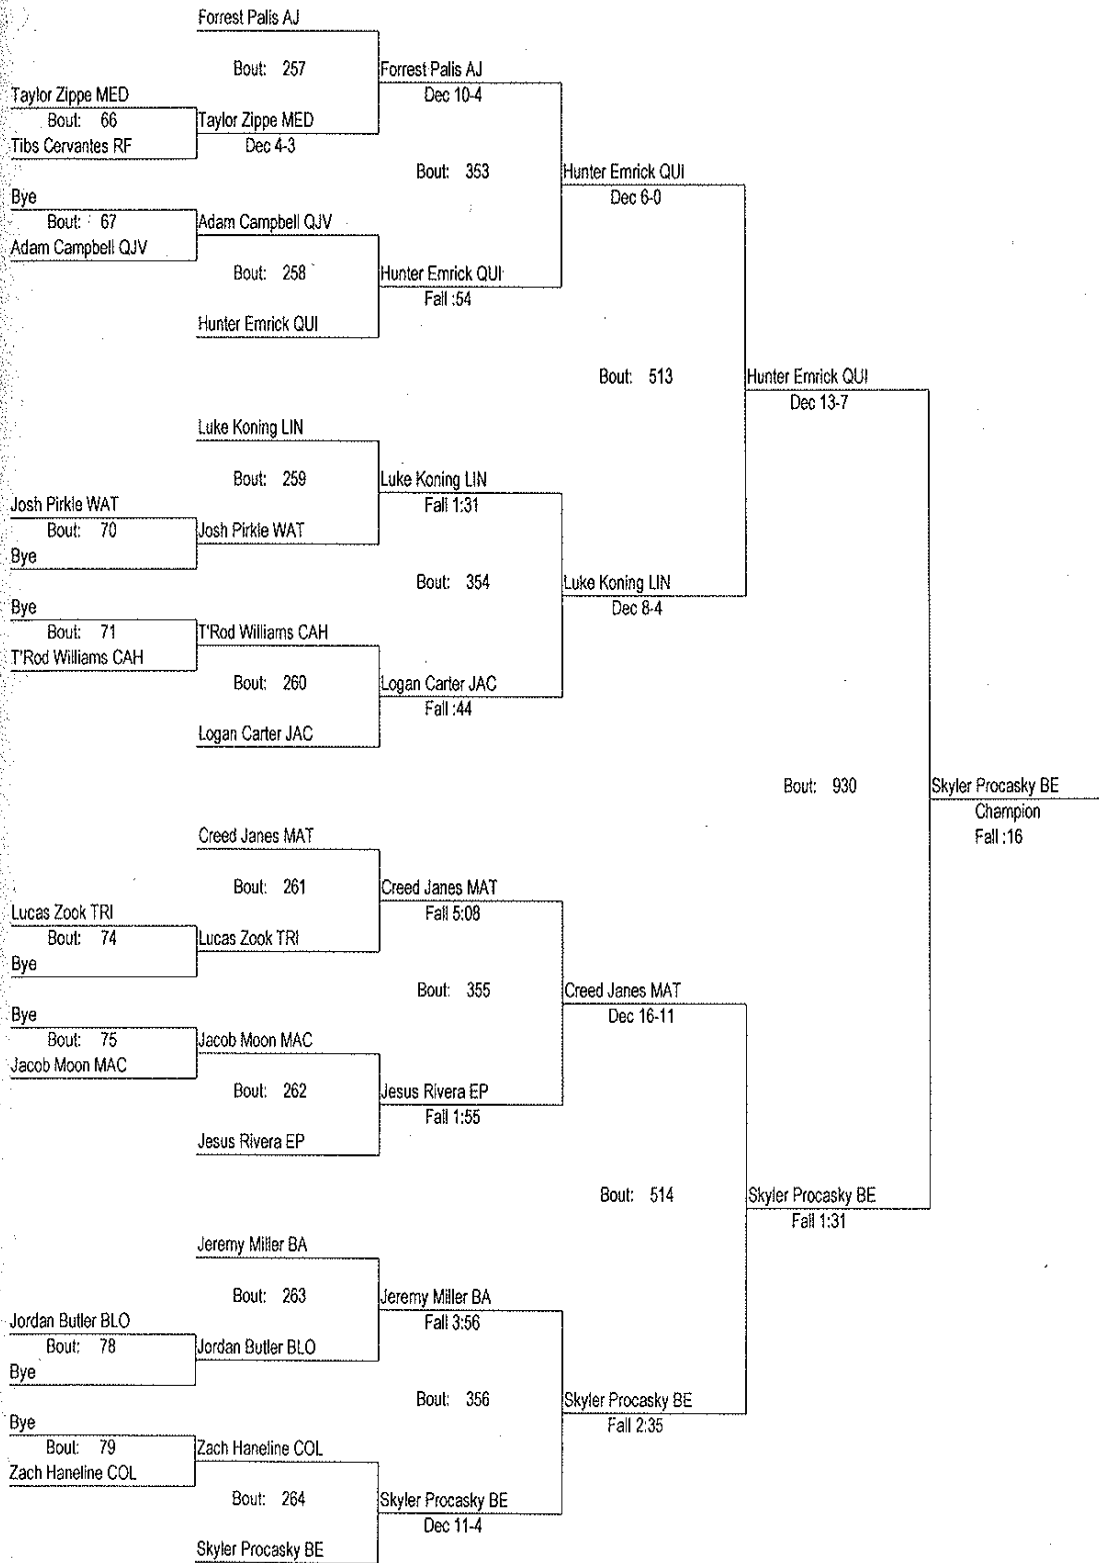 Forrest Palis AJ
Bout: 257
Forrest Palis AJ
Dec 10-4
Taylor Zippe MED
Bout: 66
Taylor Zippe MED
Tibs Cervantes RF
Dec 4-3
Bout: 353
Hunter Emrick QUI
Dec 6-0
Bye
Bout: 67
Adam Campbell QJV
Adam Campbell QJV
Bout: 258
Hunter Emrick QUI
Fall :54
Hunter Emrick QUI
Bout: 513
Hunter Emrick QUI
Dec 13-7
Luke Koning LIN
Bout: 259
Luke Koning LIN
Fall 1:31
Josh Pirkle WAT
Bout: 70
Josh Pirkle WAT
Bye
Bout: 354
Luke Koning LIN
Dec 8-4
Bye
Bout: 71
T'Rod Williams CAH
T'Rod Williams CAH
Bout: 260
Logan Carter JAC
Fall :44
Logan Carter JAC
Bout: 930
Skyler Procasky BE
Champion
Fall :16
Creed Janes MAT
Bout: 261
Creed Janes MAT
Fall 5:08
Lucas Zook TRI
Bout: 74
Lucas Zook TRI
Bye
Bout: 355
Creed Janes MAT
Dec 16-11
Bye
Bout: 75
Jacob Moon MAC
Jacob Moon MAC
Bout: 262
Jesus Rivera EP
Fall 1:55
Jesus Rivera EP
Bout: 514
Skyler Procasky BE
Fall 1:31
Jeremy Miller BA
Bout: 263
Jeremy Miller BA
Fall 3:56
Jordan Butler BLO
Bout: 78
Jordan Butler BLO
Bye
Bout: 356
Skyler Procasky BE
Fall 2:35
Bye
Bout: 79
Zach Haneline COL
Zach Haneline COL
Bout: 264
Skyler Procasky BE
Dec 11-4
Skyler Procasky BE